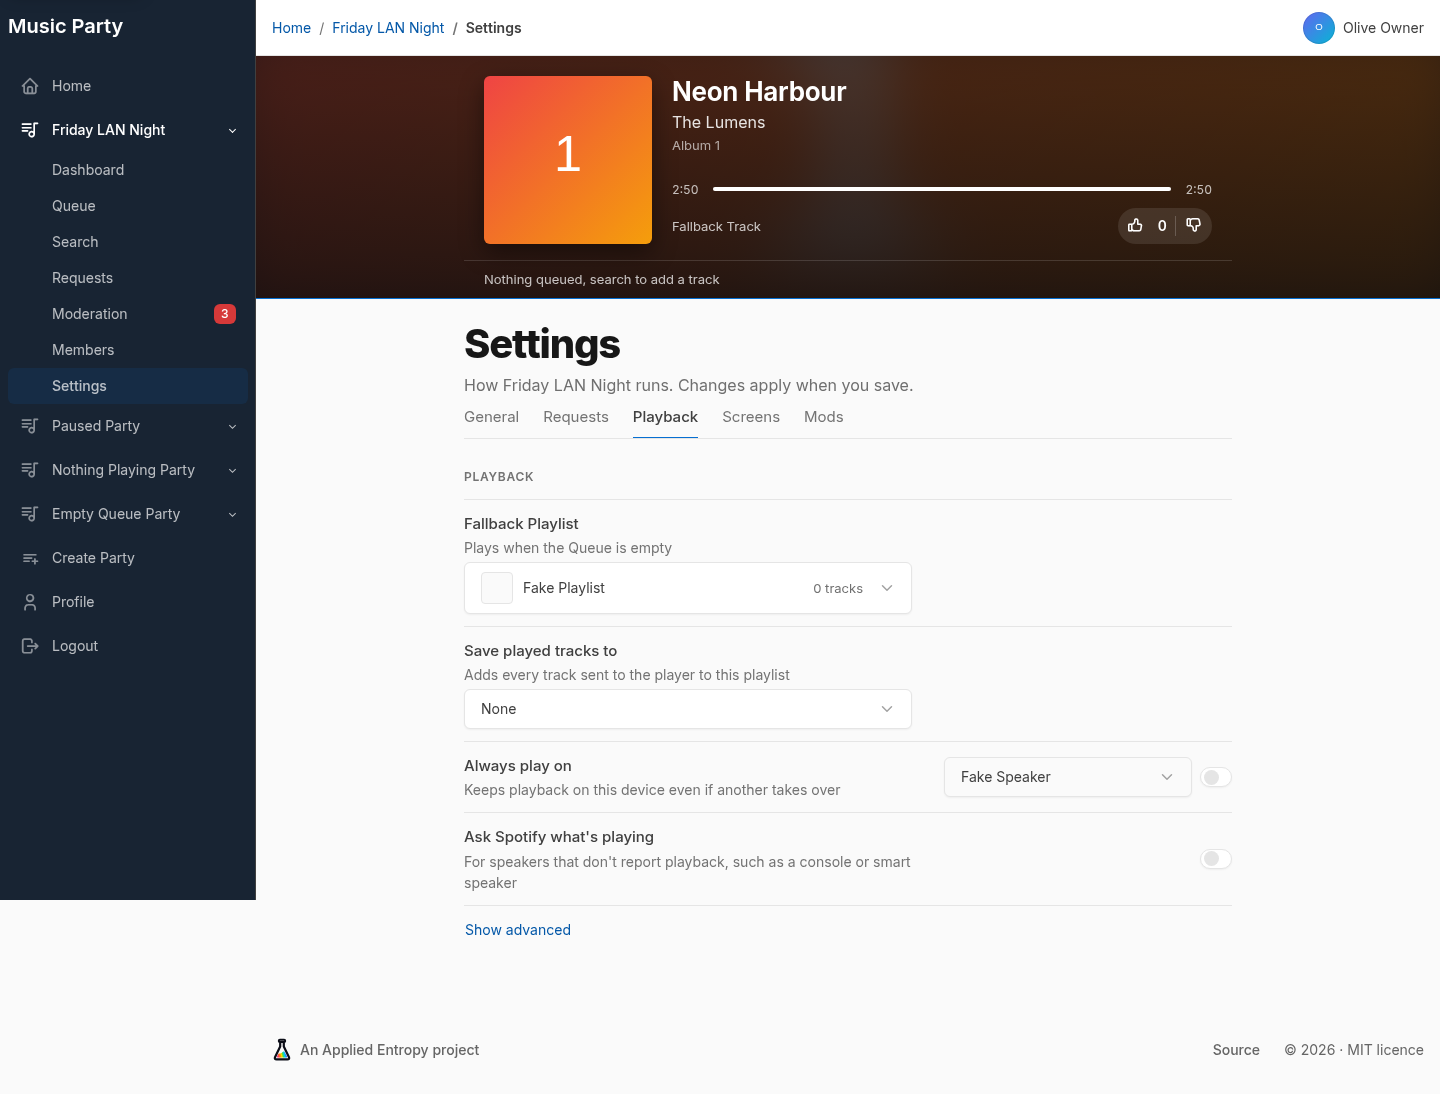 Music Party
Home
Friday LAN Night
Dashboard
Queue
Search
Requests
Moderation 3
Members
Settings
Paused Party
Nothing Playing Party
Empty Queue Party
Create Party
Profile
Logout
Home / Friday LAN Night / Settings
O Olive Owner
1
Neon Harbour
The Lumens
Album 1
2:50 2:50
Fallback Track
0
Nothing queued, search to add a track
Settings
How Friday LAN Night runs. Changes apply when you save.
General Requests Playback Screens Mods
PLAYBACK
Fallback Playlist
Plays when the Queue is empty
Fake Playlist 0 tracks
Save played tracks to
Adds every track sent to the player to this playlist
None
Always play on
Keeps playback on this device even if another takes over
Fake Speaker
Ask Spotify what's playing
For speakers that don't report playback, such as a console or smart
speaker
Show advanced
An Applied Entropy project
Source © 2026 · MIT licence